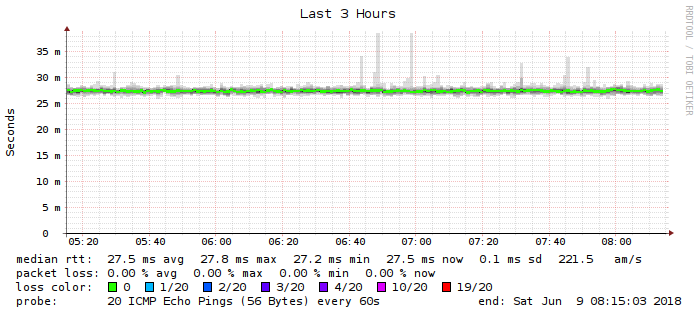 Last 3 Hours
RRDTOOL / TOBI OETIKER
Seconds
35 m
30 m
25 m
20 m
15 m
10 m
5 m
0
05:20 05:40 06:00 06:20 06:40 07:00 07:20 07:40 08:00
median rtt: 27.5 ms avg 27.8 ms max 27.2 ms min 27.5 ms now 0.1 ms sd 221.5 am/s
packet loss: 0.00 % avg 0.00 % max 0.00 % min 0.00 % now
loss color: 0 1/20 2/20 3/20 4/20 10/20 19/20
probe: 20 ICMP Echo Pings (56 Bytes) every 60s end: Sat Jun 9 08:15:03 2018